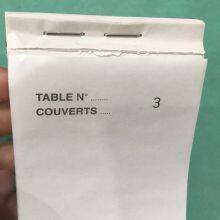 TABLE N° ........ 3
COUVERTS .....